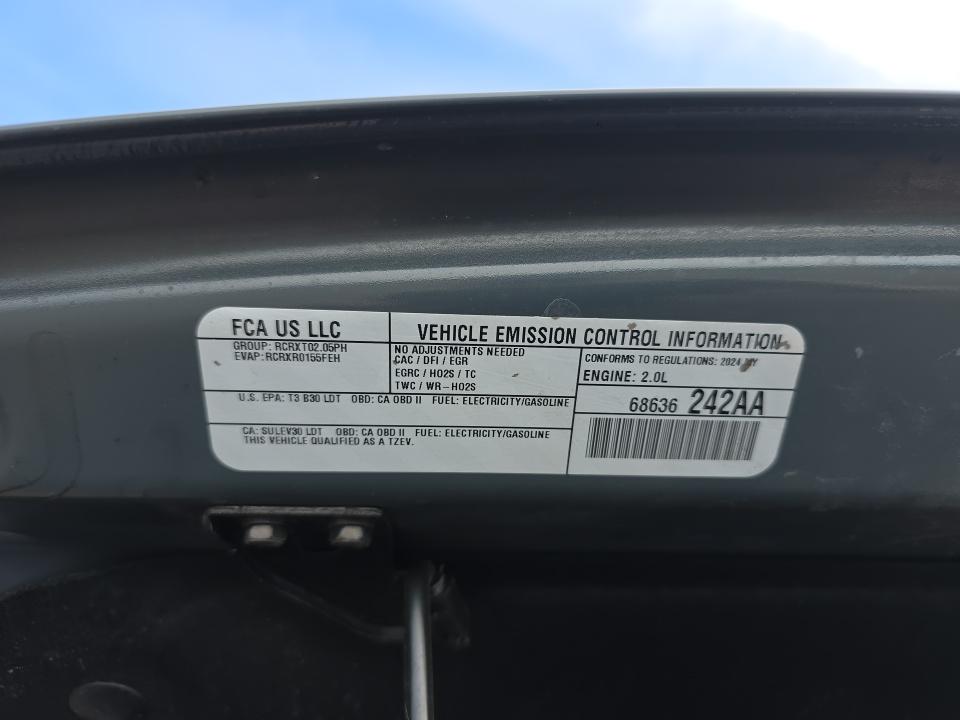 FCA US LLC
GROUP: RCRXT02.05PH
EVAP: RCRXR0155FEH
VEHICLE EMISSION CONTROL INFORMATION
NO ADJUSTMENTS NEEDED
CAC / DFI / EGR
EGRC / HO2S / TC
TWC / WR-HO2S
CONFORMS TO REGULATIONS: 2024 MY
ENGINE: 2.0L
U.S. EPA: T3 B30 LDT OBD: CA OBD II FUEL: ELECTRICITY/GASOLINE
68636 242AA
CA: SULEV30 LDT OBD: CA OBD II FUEL: ELECTRICITY/GASOLINE
THIS VEHICLE QUALIFIED AS A TZEV.